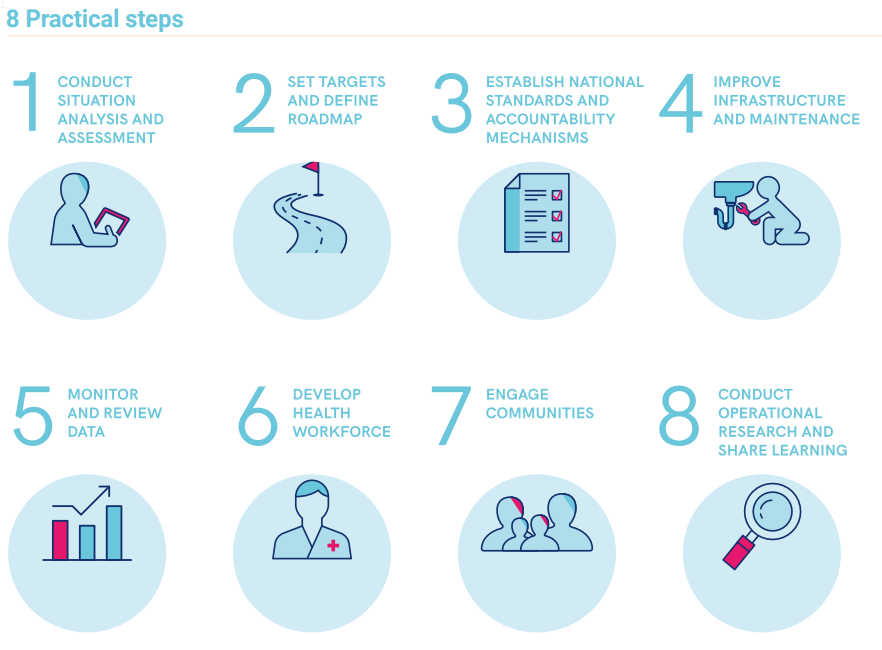 8 Practical steps
1
CONDUCT
SITUATION
ANALYSIS AND
ASSESSMENT
2
SET TARGETS
AND DEFINE
ROADMAP
3
ESTABLISH NATIONAL
STANDARDS AND
ACCOUNTABILITY
MECHANISMS
4
IMPROVE
INFRASTRUCTURE
AND MAINTENANCE
5
MONITOR
AND REVIEW
DATA
6
DEVELOP
HEALTH
WORKFORCE
7
ENGAGE
COMMUNITIES
8
CONDUCT
OPERATIONAL
RESEARCH AND
SHARE LEARNING